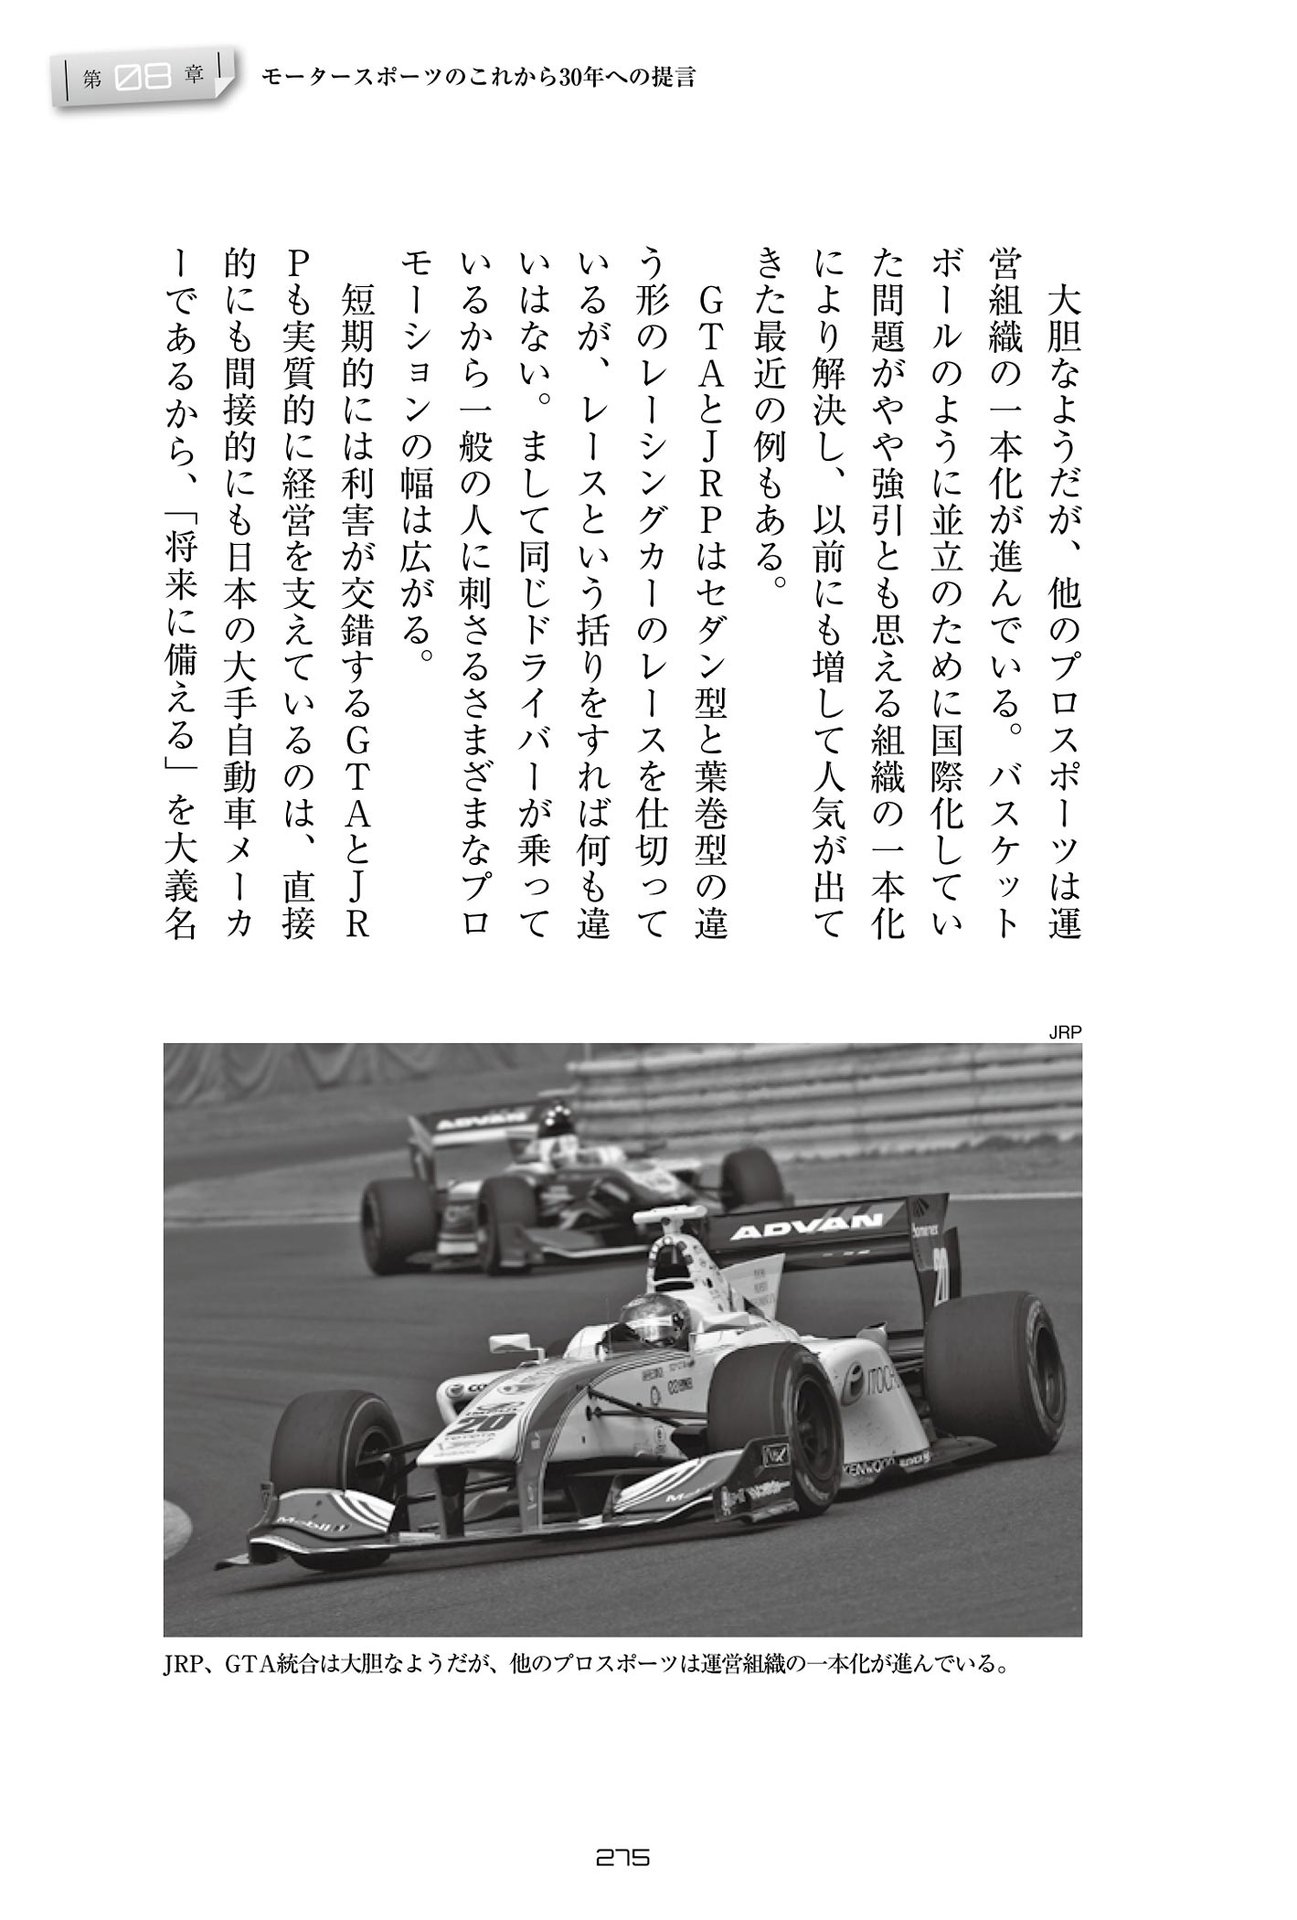 第08章
モータースポーツのこれから30年への提言
　大胆なようだが、他のプロスポーツは運
営組織の一本化が進んでいる。バスケット
ボールのように並立のために国際化してい
た問題がやや強引とも思える組織の一本化
により解決し、以前にも増して人気が出て
きた最近の例もある。
　GTAとJRPはセダン型と葉巻型の違
う形のレーシングカーのレースを仕切って
いるが、レースという括りをすれば何も違
いはない。まして同じドライバーが乗って
いるから一般の人に刺さるさまざまなプロ
モーションの幅は広がる。
　短期的には利害が交錯するGTAとJR
Pも実質的に経営を支えているのは、直接
的にも間接的にも日本の大手自動車メーカ
ーであるから、「将来に備える」を大義名
JRP
ADVAN
ADVAN
20
20
Mobil
KENWOOD
JRP、GTA統合は大胆なようだが、他のプロスポーツは運営組織の一本化が進んでいる。
275